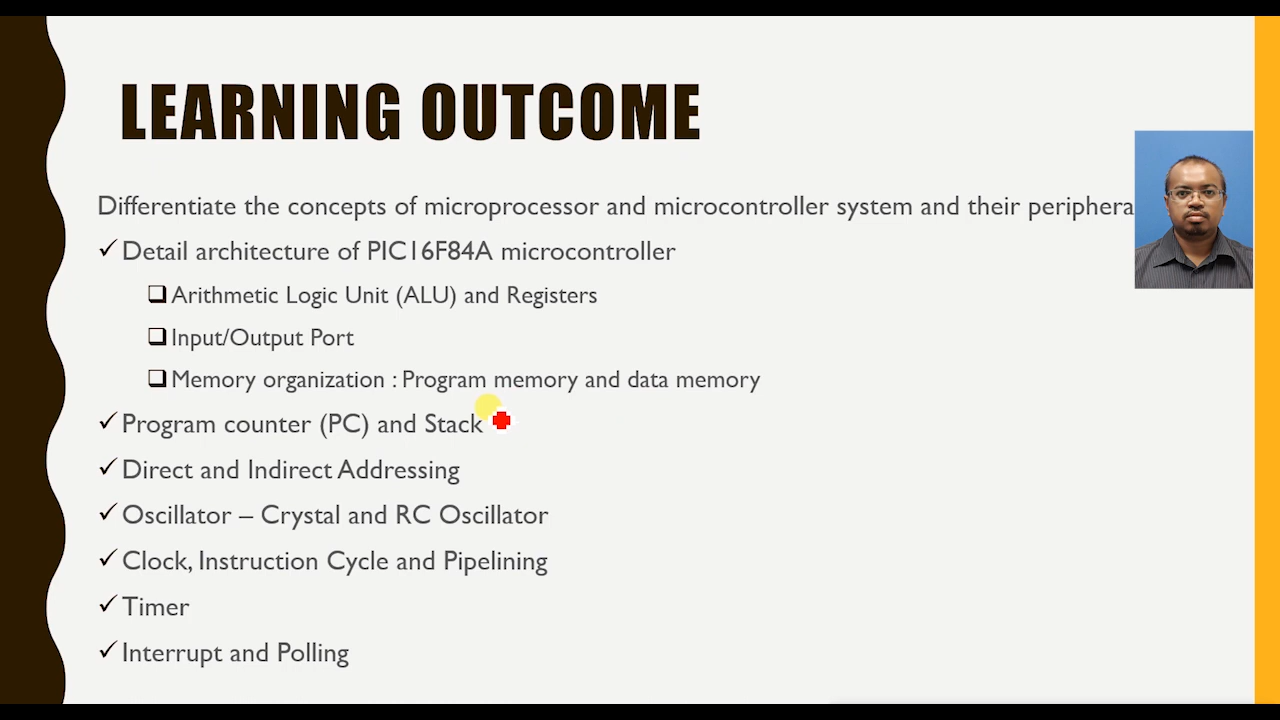 LEARNING OUTCOME
Differentiate the concepts of microprocessor and microcontroller system and their periphera
Detail architecture of PIC16F84A microcontroller
Arithmetic Logic Unit (ALU) and Registers
Input/Output Port
Memory organization : Program memory and data memory
Program counter (PC) and Stack
Direct and Indirect Addressing
Oscillator – Crystal and RC Oscillator
Clock, Instruction Cycle and Pipelining
Timer
Interrupt and Polling